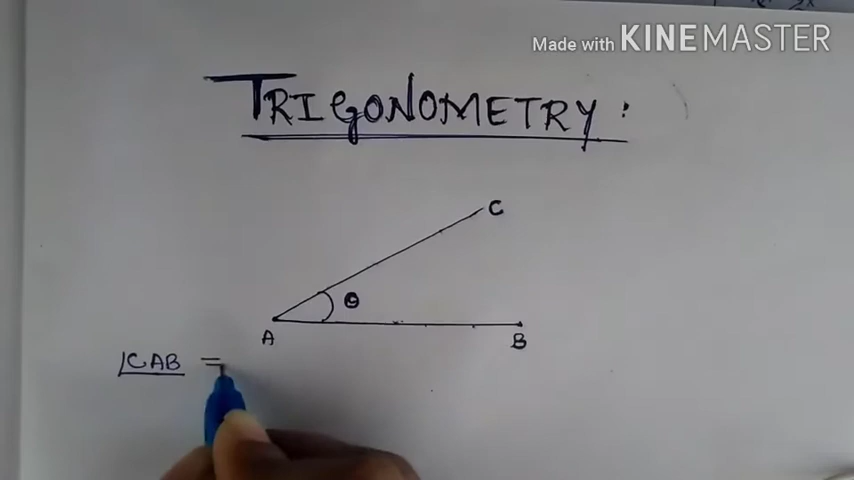 Made with KINEMASTER
TRIGONOMETRY :
C
θ
A
B
∠CAB =